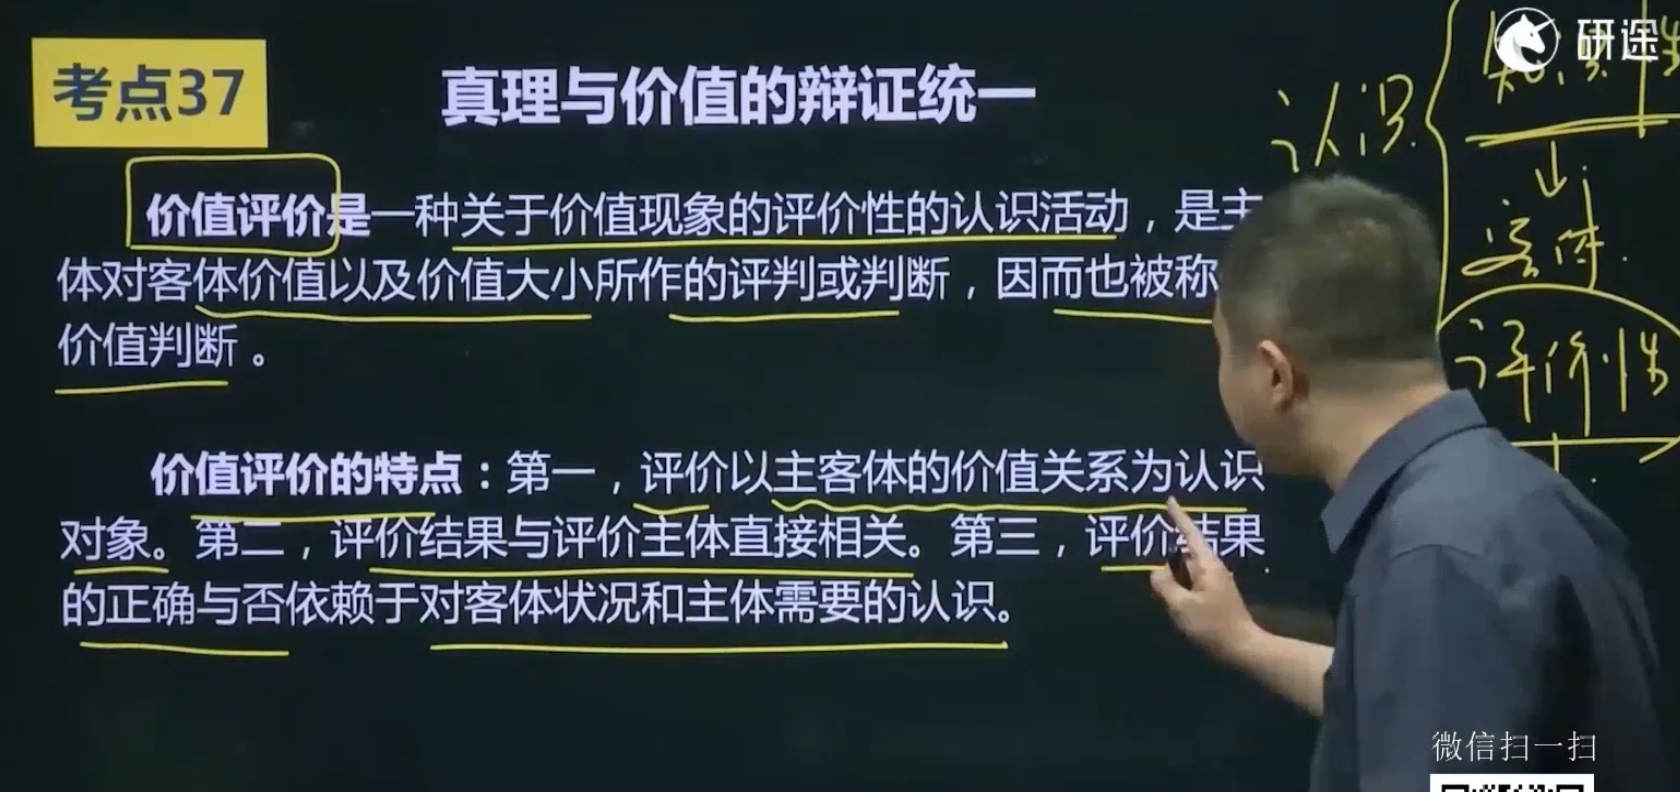 研途
考点37
真理与价值的辩证统一
认识
知识性
↓
客体
评价性
价值评价是一种关于价值现象的评价性的认识活动，是主
体对客体价值以及价值大小所作的评判或判断，因而也被称
价值判断。
价值评价的特点：第一，评价以主客体的价值关系为认识
对象。第二，评价结果与评价主体直接相关。第三，评价结果
的正确与否依赖于对客体状况和主体需要的认识。
微信扫一扫